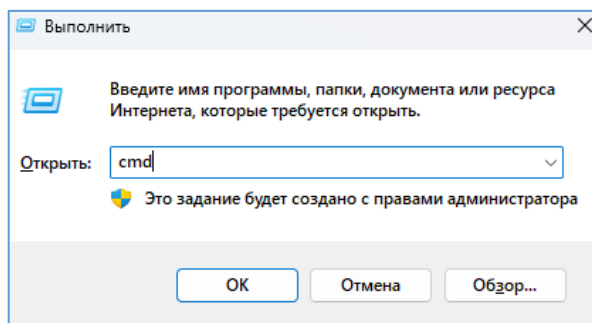 Выполнить
Введите имя программы, папки, документа или ресурса
Интернета, которые требуется открыть.
Открыть: cmd
Это задание будет создано с правами администратора
ОК Отмена Обзор...